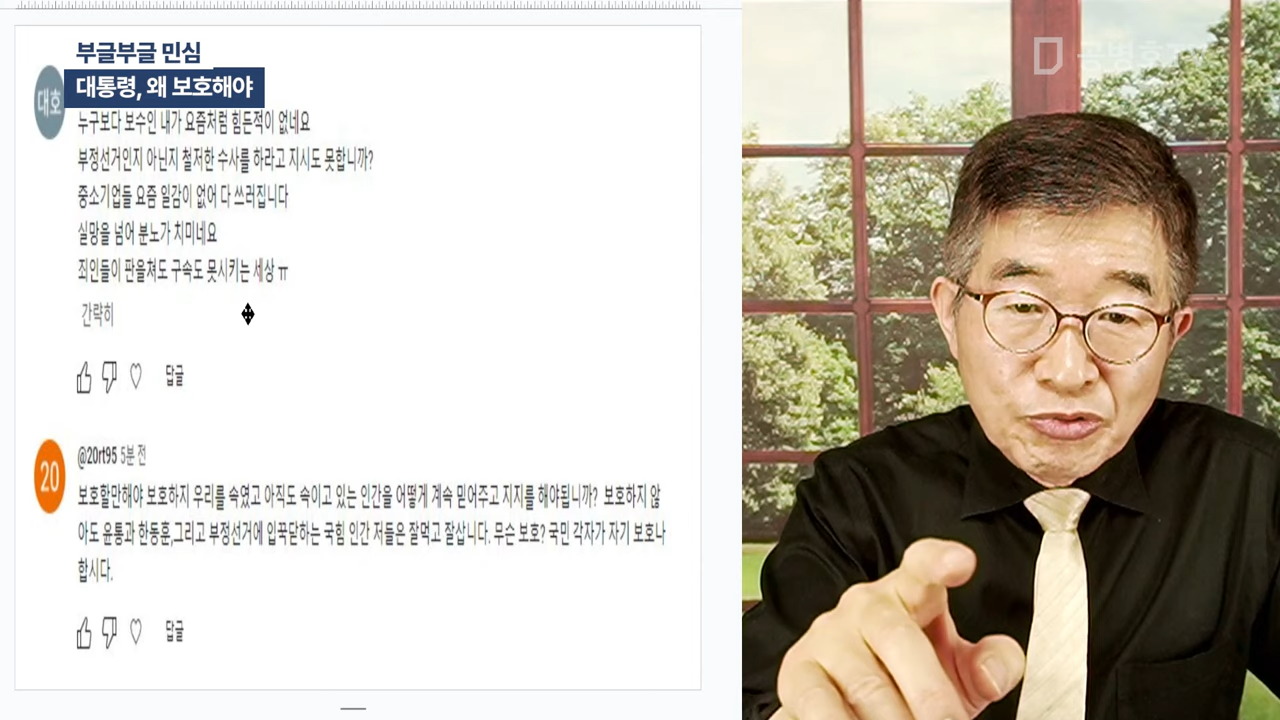 부글부글 민심
대통령, 왜 보호해야
대호
누구보다 보수인 내가 요즘처럼 힘든적이 없네요
부정선거인지 아닌지 철저한 수사를 하라고 지시도 못합니까?
중소기업들 요즘 일감이 없어 다 쓰러집니다
실망을 넘어 분노가 치미네요
죄인들이 판을쳐도 구속도 못시키는 세상 ㅠ
간략히
답글
20
@20rt95 5분 전
보호할만해야 보호하지 우리를 속였고 아직도 속이고 있는 인간을 어떻게 계속 믿어주고 지지를 해야됩니까? 보호하지 않
아도 윤통과 한동훈,그리고 부정선거에 입꾹닫하는 국힘 인간 저들은 잘먹고 잘삽니다. 무슨 보호? 국민 각자가 자기 보호나
합시다.
답글
공병호